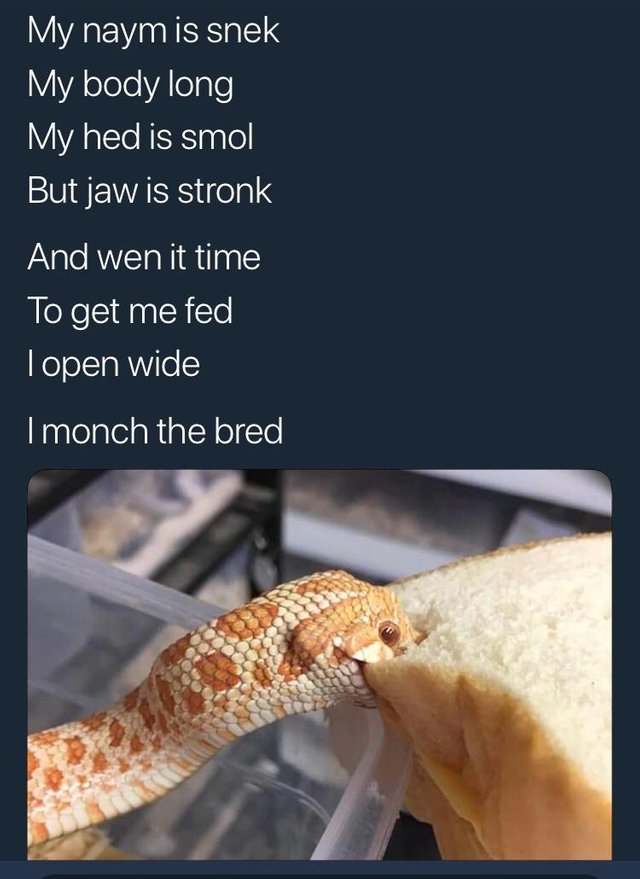 My naym is snek
My body long
My hed is smol
But jaw is stronk
And wen it time
To get me fed
I open wide
I monch the bred